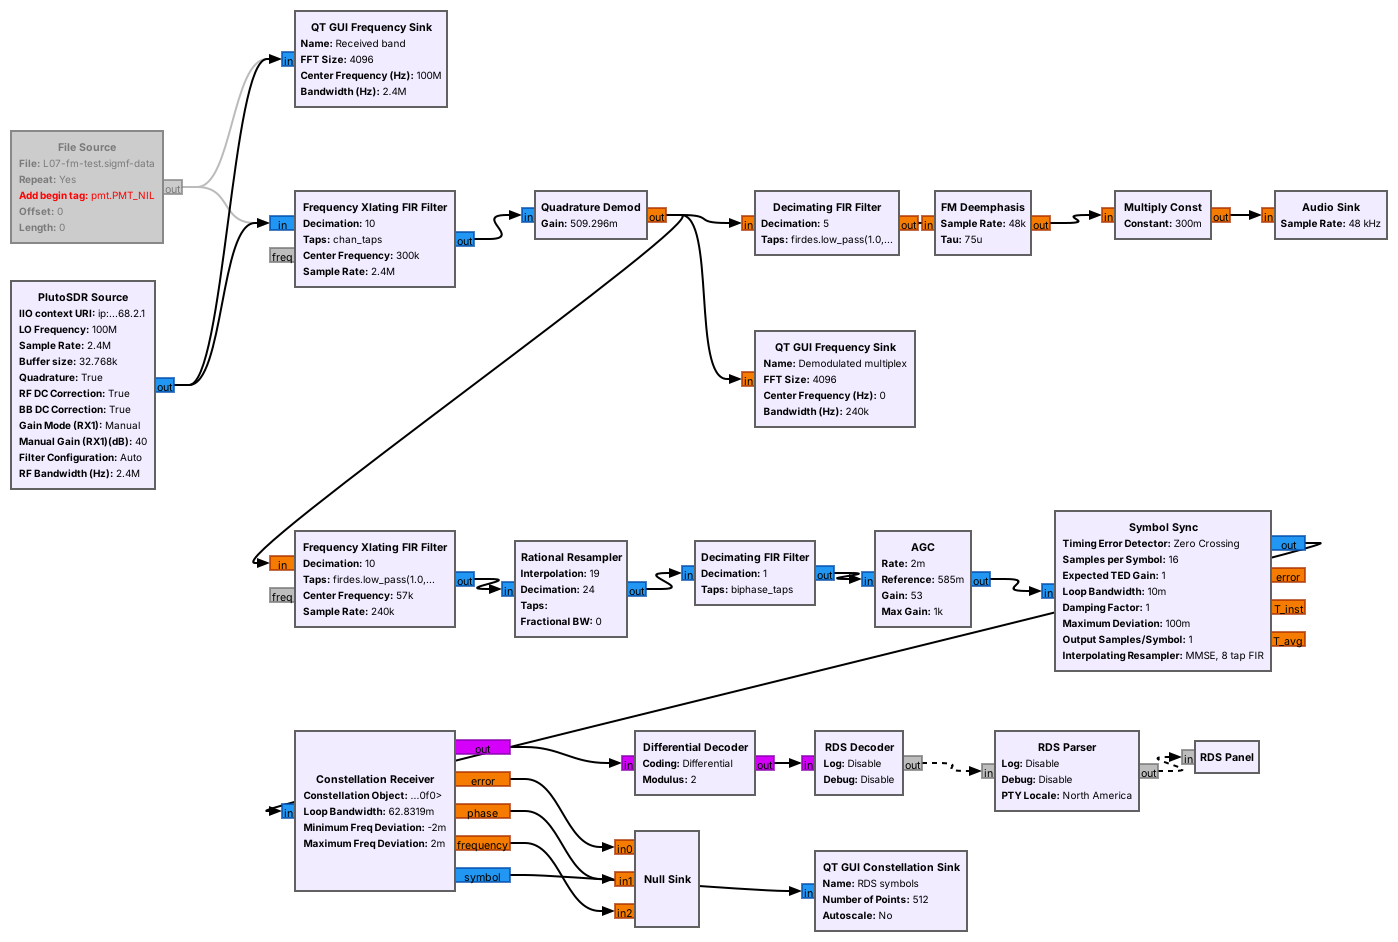 QT GUI Frequency Sink
Name: Received band
FFT Size: 4096
Center Frequency (Hz): 100M
Bandwidth (Hz): 2.4M
in
File Source
File: L07-fm-test.sigmf-data
Repeat: Yes
Add begin tag: pmt.PMT_NIL
Offset: 0
Length: 0
out
PlutoSDR Source
IIO context URI: ip:...68.2.1
LO Frequency: 100M
Sample Rate: 2.4M
Buffer size: 32.768k
Quadrature: True
RF DC Correction: True
BB DC Correction: True
Gain Mode (RX1): Manual
Manual Gain (RX1)(dB): 40
Filter Configuration: Auto
RF Bandwidth (Hz): 2.4M
out
Frequency Xlating FIR Filter
Decimation: 10
Taps: chan_taps
Center Frequency: 300k
Sample Rate: 2.4M
in
freq
out
Quadrature Demod
Gain: 509.296m
in
out
Decimating FIR Filter
Decimation: 5
Taps: firdes.low_pass(1.0,...
in
out
FM Deemphasis
Sample Rate: 48k
Tau: 75u
in
out
Multiply Const
Constant: 300m
in
out
Audio Sink
Sample Rate: 48 kHz
in
QT GUI Frequency Sink
Name: Demodulated multiplex
FFT Size: 4096
Center Frequency (Hz): 0
Bandwidth (Hz): 240k
in
Frequency Xlating FIR Filter
Decimation: 10
Taps: firdes.low_pass(1.0,...
Center Frequency: 57k
Sample Rate: 240k
in
freq
out
Rational Resampler
Interpolation: 19
Decimation: 24
Taps:
Fractional BW: 0
in
out
Decimating FIR Filter
Decimation: 1
Taps: biphase_taps
in
out
AGC
Rate: 2m
Reference: 585m
Gain: 53
Max Gain: 1k
in
out
Symbol Sync
Timing Error Detector: Zero Crossing
Samples per Symbol: 16
Expected TED Gain: 1
Loop Bandwidth: 10m
Damping Factor: 1
Maximum Deviation: 100m
Output Samples/Symbol: 1
Interpolating Resampler: MMSE, 8 tap FIR
in
out
error
T_inst
T_avg
Constellation Receiver
Constellation Object: ...0f0>
Loop Bandwidth: 62.8319m
Minimum Freq Deviation: -2m
Maximum Freq Deviation: 2m
in
out
error
phase
frequency
symbol
Differential Decoder
Coding: Differential
Modulus: 2
in
out
RDS Decoder
Log: Disable
Debug: Disable
in
out
RDS Parser
Log: Disable
Debug: Disable
PTY Locale: North America
in
out
RDS Panel
in
Null Sink
in0
in1
in2
QT GUI Constellation Sink
Name: RDS symbols
Number of Points: 512
Autoscale: No
in